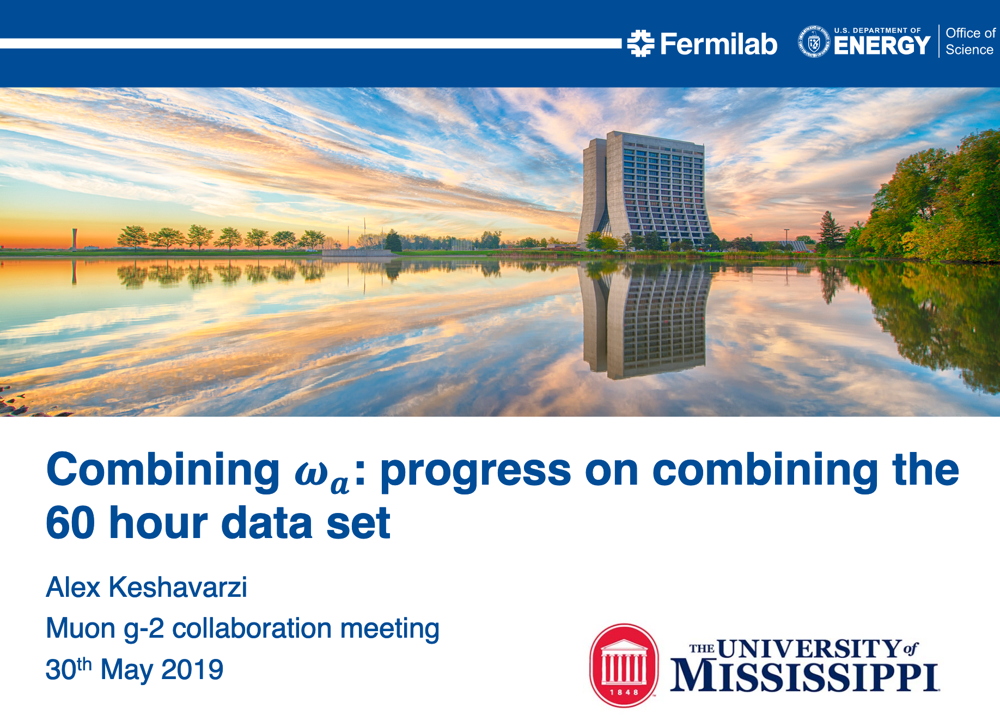 Fermilab
U.S. DEPARTMENT OF
ENERGY
Office of
Science
Combining ωₐ: progress on combining the
60 hour data set
Alex Keshavarzi
Muon g-2 collaboration meeting
30th May 2019
THE UNIVERSITY of
MISSISSIPPI
1848